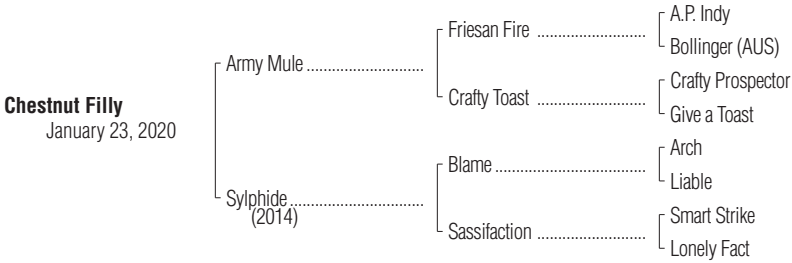 A.P. Indy
Friesan Fire ........................
Bollinger (AUS)
Army Mule ..........................
Crafty Prospector
Crafty Toast ........................
Give a Toast
Chestnut Filly
January 23, 2020
Arch
Blame ...............................
Liable
Sylphide ..............................
(2014)
Smart Strike
Sassifaction ........................
Lonely Fact